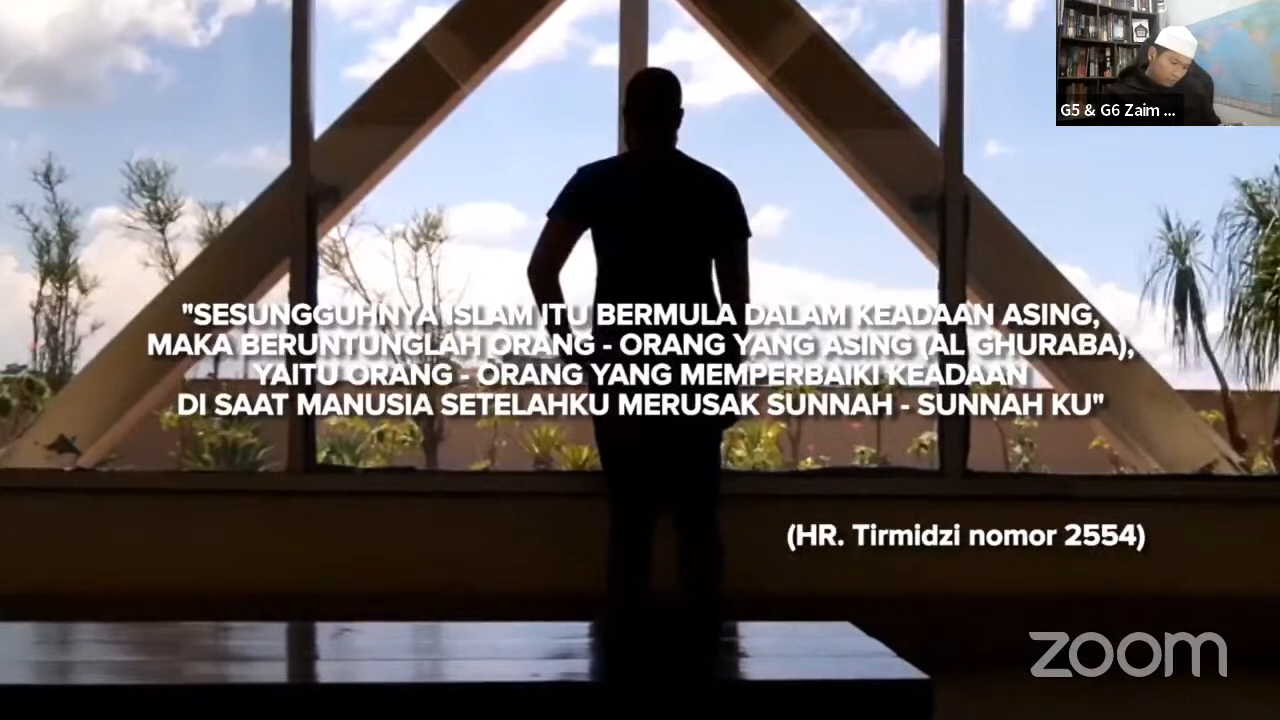 G5 & G6 Zaim ...
"SESUNGGUHNYA ISLAM ITU BERMULA DALAM KEADAAN ASING,
MAKA BERUNTUNGLAH ORANG - ORANG YANG ASING (AL GHURABA),
YAITU ORANG - ORANG YANG MEMPERBAIKI KEADAAN
DI SAAT MANUSIA SETELAHKU MERUSAK SUNNAH - SUNNAH KU"
(HR. Tirmidzi nomor 2554)
zoom